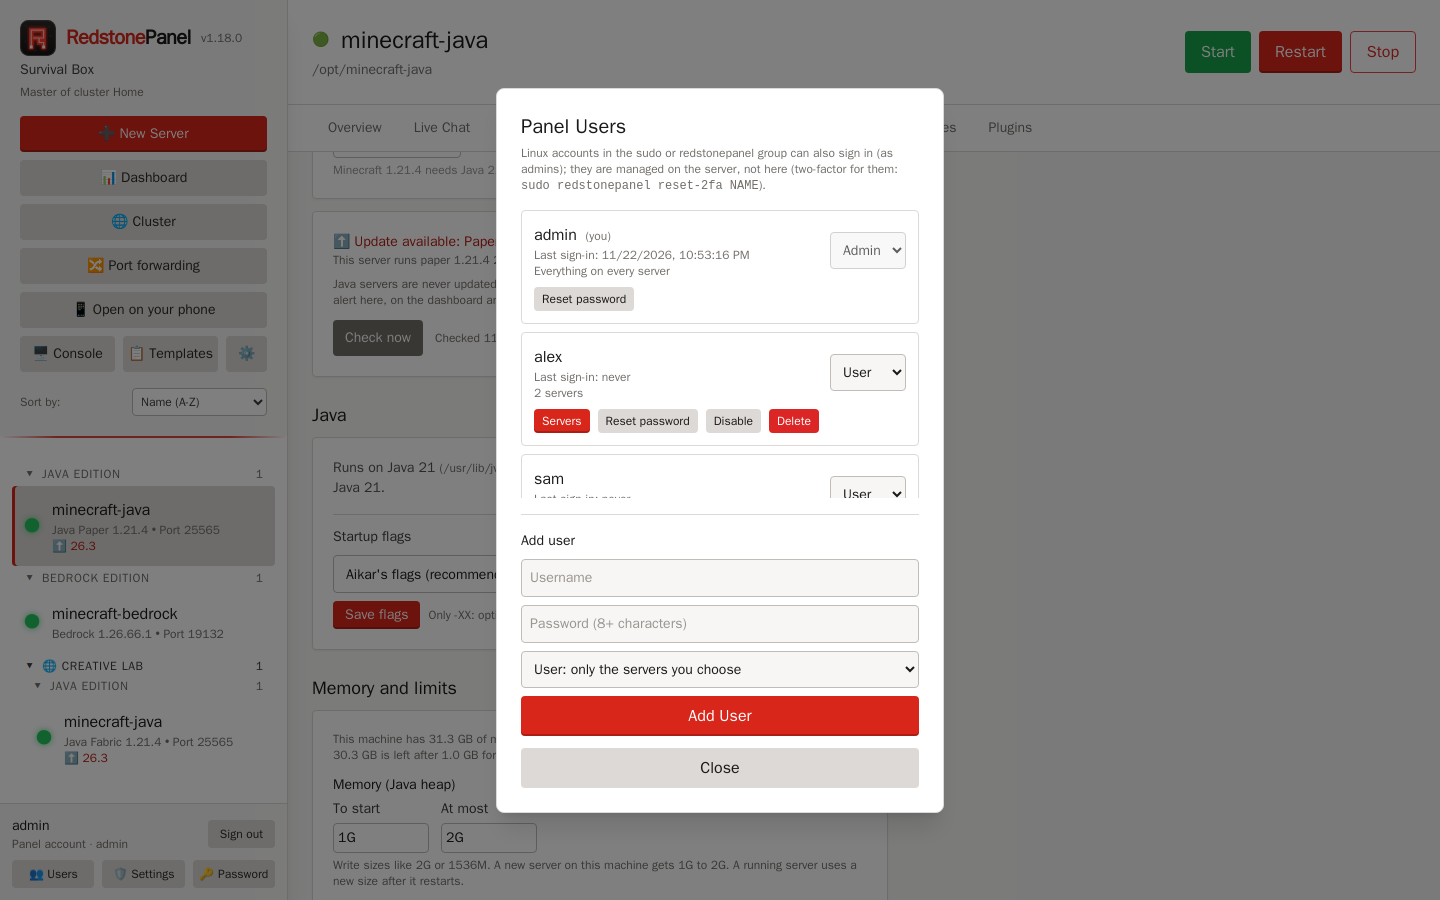 RedstonePanel v1.18.0
Survival Box
Master of cluster Home
➕ New Server
📊 Dashboard
🌐 Cluster
🔀 Port forwarding
📱 Open on your phone
🖥️ Console
📋 Templates
Sort by:
Name (A-Z)
▼ JAVA EDITION 1
minecraft-java
Java Paper 1.21.4 • Port 25565
⬆️ 26.3
▼ BEDROCK EDITION 1
minecraft-bedrock
Bedrock 1.26.66.1 • Port 19132
▼ 🌐 CREATIVE LAB 1
▼ JAVA EDITION 1
minecraft-java
Java Fabric 1.21.4 • Port 25565
⬆️ 26.3
admin
Panel account · admin
Sign out
👥 Users
🛡️ Settings
🔑 Password
minecraft-java
/opt/minecraft-java
Start
Restart
Stop
Overview
Live Chat
es
Plugins
Minecraft 1.21.4 needs Java 2
⬆️ Update available: Pape
This server runs paper 1.21.4
Java servers are never updated
alert here, on the dashboard a
Check now
Checked 11
Java
Runs on Java 21 (/usr/lib/jv
Java 21.
Startup flags
Aikar's flags (recommen
Save flags
Only -XX: opti
Memory and limits
This machine has 31.3 GB of
30.3 GB is left after 1.0 GB for
Memory (Java heap)
To start
At most
1G
2G
Write sizes like 2G or 1536M. A new server on this machine gets 1G to 2G. A running server uses a
new size after it restarts.
Panel Users
Linux accounts in the sudo or redstonepanel group can also sign in (as
admins); they are managed on the server, not here (two-factor for them:
sudo redstonepanel reset-2fa NAME).
admin (you)
Last sign-in: 11/22/2026, 10:53:16 PM
Everything on every server
Admin
Reset password
alex
Last sign-in: never
2 servers
User
Servers
Reset password
Disable
Delete
sam
Last sign-in: never
User
Add user
Username
Password (8+ characters)
User: only the servers you choose
Add User
Close